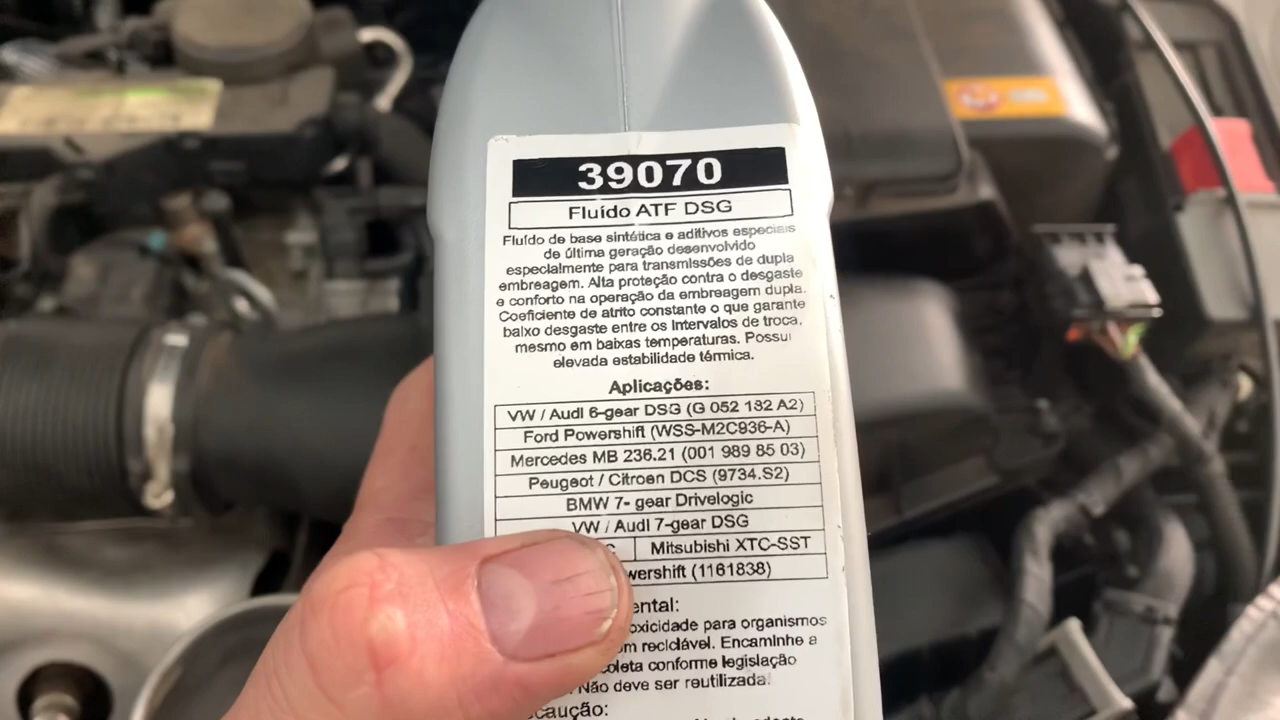 39070
Fluído ATF DSG
Fluído de base sintética e aditivos especiais
de última geração desenvolvido
especialmente para transmissões de dupla
embreagem. Alta proteção contra o desgaste
e conforto na operação da embreagem dupla.
Coeficiente de atrito constante o que garante
baixo desgaste entre os intervalos de troca,
mesmo em baixas temperaturas. Possui
elevada estabilidade térmica.
Aplicações:
VW / Audi 6-gear DSG (G 052 182 A2)
Ford Powershift (WSS-M2C936-A)
Mercedes MB 236.21 (001 989 85 03)
Peugeot / Citroen DCS (9734.S2)
BMW 7- gear Drivelogic
VW / Audi 7-gear DSG
Mitsubishi XTC-SST
wershift (1161838)
ental:
oxicidade para organismos
em reciclável. Encaminhe a
coleta conforme legislação
Não deve ser reutilizada.
caução: